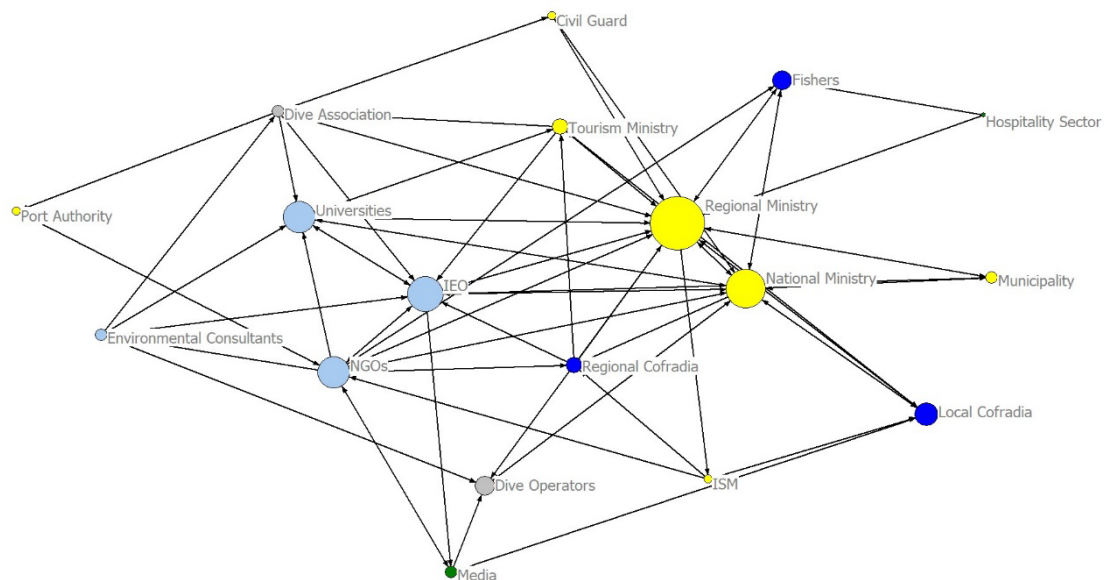 Civil Guard
Fishers
Dive Association
Hospitality Sector
Tourism Ministry
Regional Ministry
Port Authority
Universities
National Ministry
Municipality
IEO
Environmental Consultants
NGOs
Regional Cofradia
Local Cofradia
ISM
Dive Operators
Media